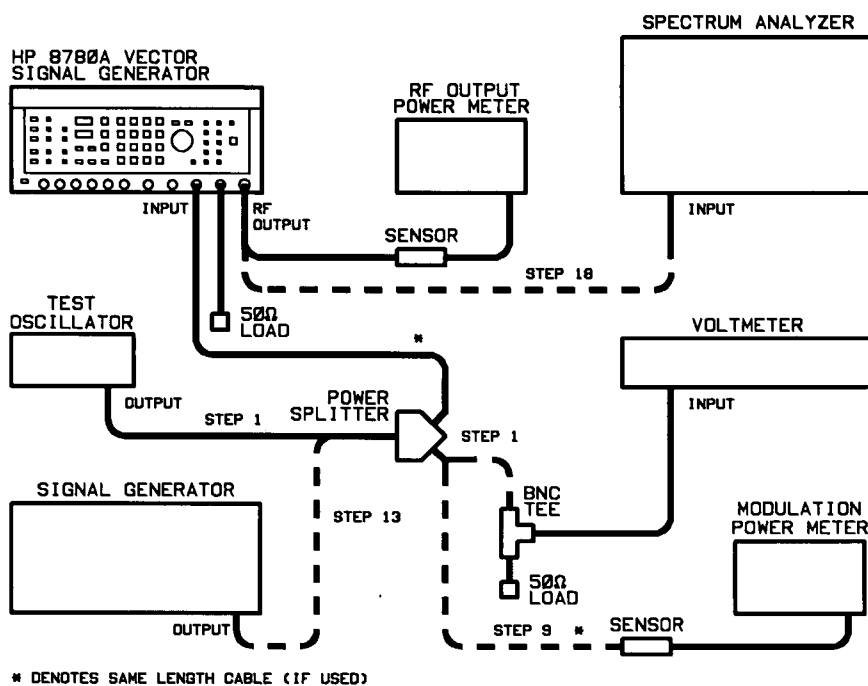 SPECTRUM ANALYZER
HP 8780A VECTOR
SIGNAL GENERATOR
RF OUTPUT
POWER METER
INPUT
RF
OUTPUT
INPUT
SENSOR
STEP 18
TEST
OSCILLATOR
50Ω
LOAD
*
VOLTMETER
OUTPUT
POWER
SPLITTER
INPUT
STEP 1
STEP 1
SIGNAL GENERATOR
BNC
TEE
MODULATION
POWER METER
STEP 13
50Ω
LOAD
OUTPUT
STEP 9 *
SENSOR
* DENOTES SAME LENGTH CABLE (IF USED)